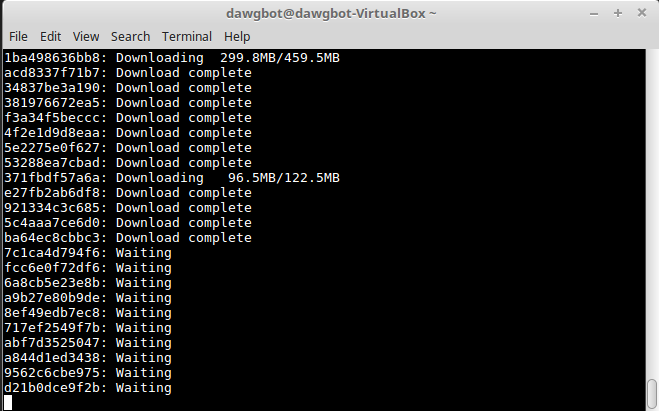 dawgbot@dawgbot-VirtualBox ~
File Edit View Search Terminal Help
1ba498636bb8: Downloading  299.8MB/459.5MB
acd8337f71b7: Download complete
34837be3a190: Download complete
381976672ea5: Download complete
f3a34f5beccc: Download complete
4f2e1d9d8eaa: Download complete
5e2275e0f627: Download complete
53288ea7cbad: Download complete
371fbdf57a6a: Downloading   96.5MB/122.5MB
e27fb2ab6df8: Download complete
921334c3c685: Download complete
5c4aaa7ce6d0: Download complete
ba64ec8cbbc3: Download complete
7c1ca4d794f6: Waiting
fcc6e0f72df6: Waiting
6a8cb5e23e8b: Waiting
a9b27e80b9de: Waiting
8ef49edb7ec8: Waiting
717ef2549f7b: Waiting
abf7d3525047: Waiting
a844d1ed3438: Waiting
9562c6cbe975: Waiting
d21b0dce9f2b: Waiting